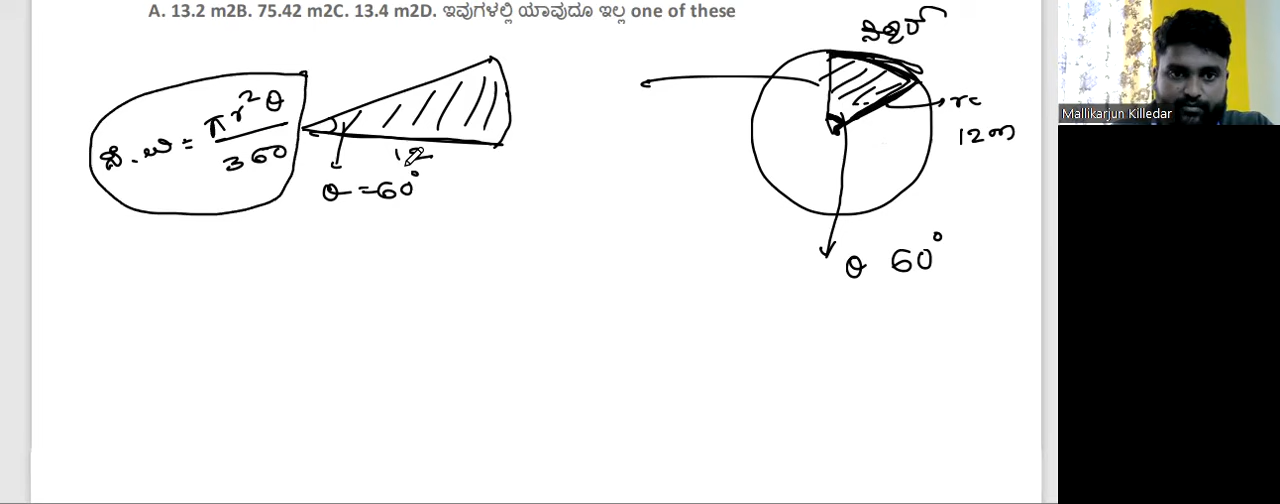 A. 13.2 m2B. 75.42 m2C. 13.4 m2D. ಇವುಗಳಲ್ಲಿ ಯಾವುದೂ ಇಲ್ಲ one of these
= πr²θ
360
12
θ = 60°
12m
θ 60°
Mallikarjun Killedar